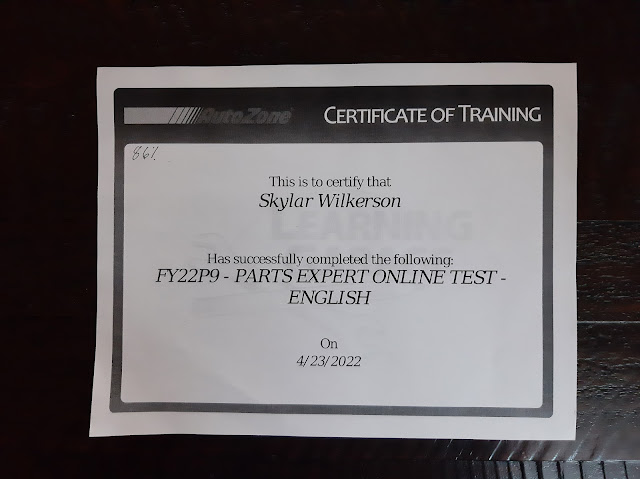 AutoZone CERTIFICATE OF TRAINING
86%
This is to certify that
Skylar Wilkerson
LEARNING
Has successfully completed the following:
FY22P9 - PARTS EXPERT ONLINE TEST -
ENGLISH
On
4/23/2022